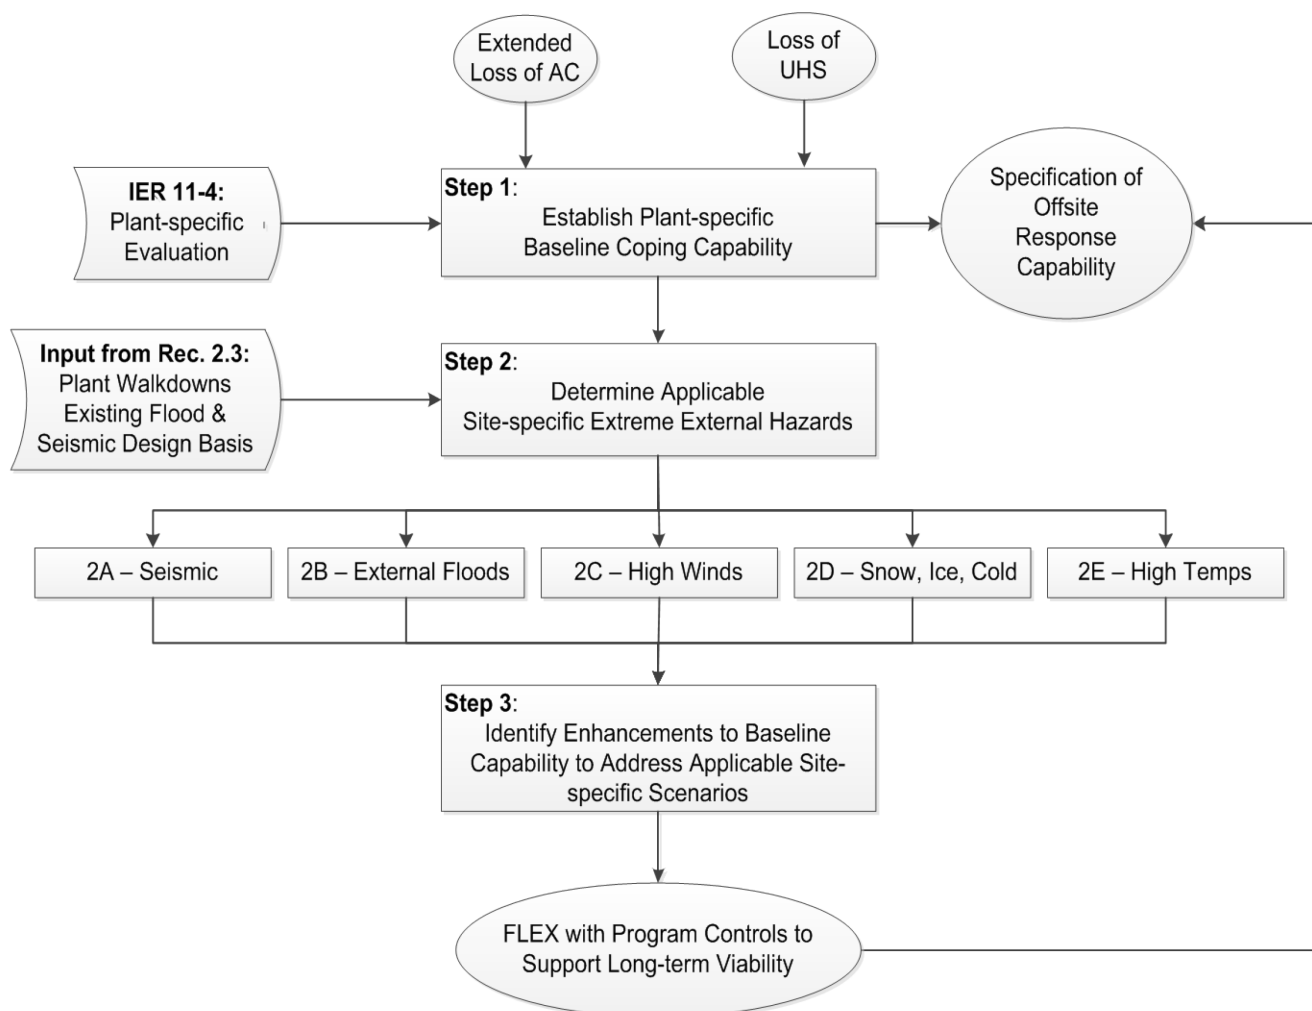 Extended
Loss of AC
Loss of
UHS
IER 11-4:
Plant-specific
Evaluation
Step 1:
Establish Plant-specific
Baseline Coping Capability
Specification of
Offsite
Response
Capability
Input from Rec. 2.3:
Plant Walkdowns
Existing Flood &
Seismic Design Basis
Step 2:
Determine Applicable
Site-specific Extreme External Hazards
2A – Seismic
2B – External Floods
2C – High Winds
2D – Snow, Ice, Cold
2E – High Temps
Step 3:
Identify Enhancements to Baseline
Capability to Address Applicable Site-
specific Scenarios
FLEX with Program Controls to
Support Long-term Viability